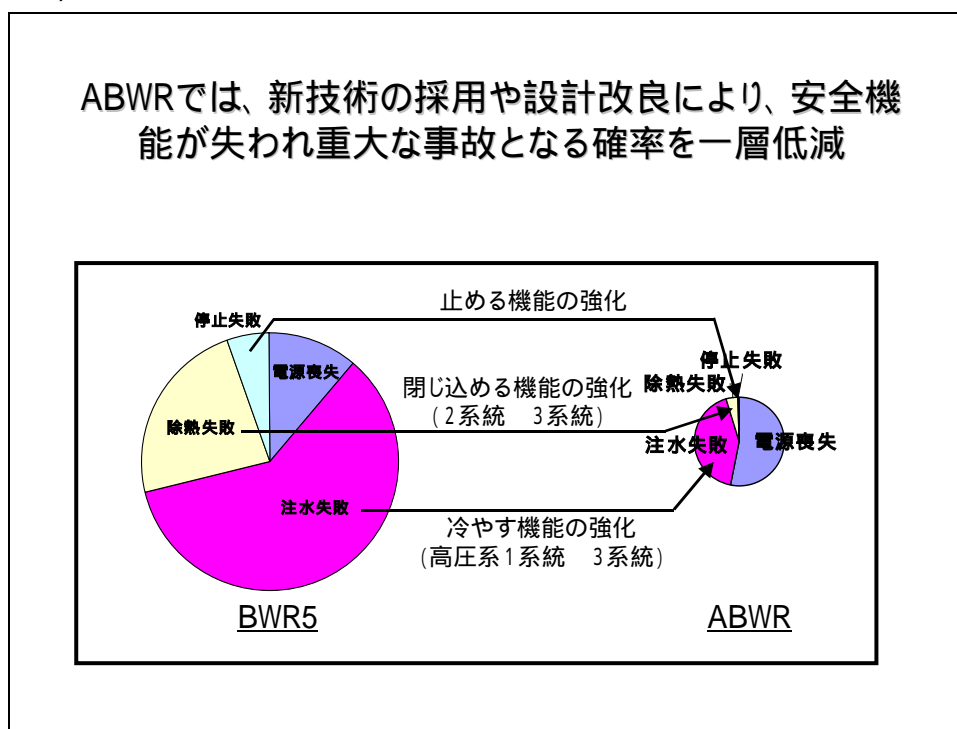 ABWRでは、新技術の採用や設計改良により、安全機
能が失われ重大な事故となる確率を一層低減
止める機能の強化
停止失敗
電源喪失
閉じ込める機能の強化
(2系統　3系統)
除熱失敗
注水失敗
冷やす機能の強化
(高圧系1系統　3系統)
BWR5
停止失敗
除熱失敗
注水失敗
電源喪失
ABWR